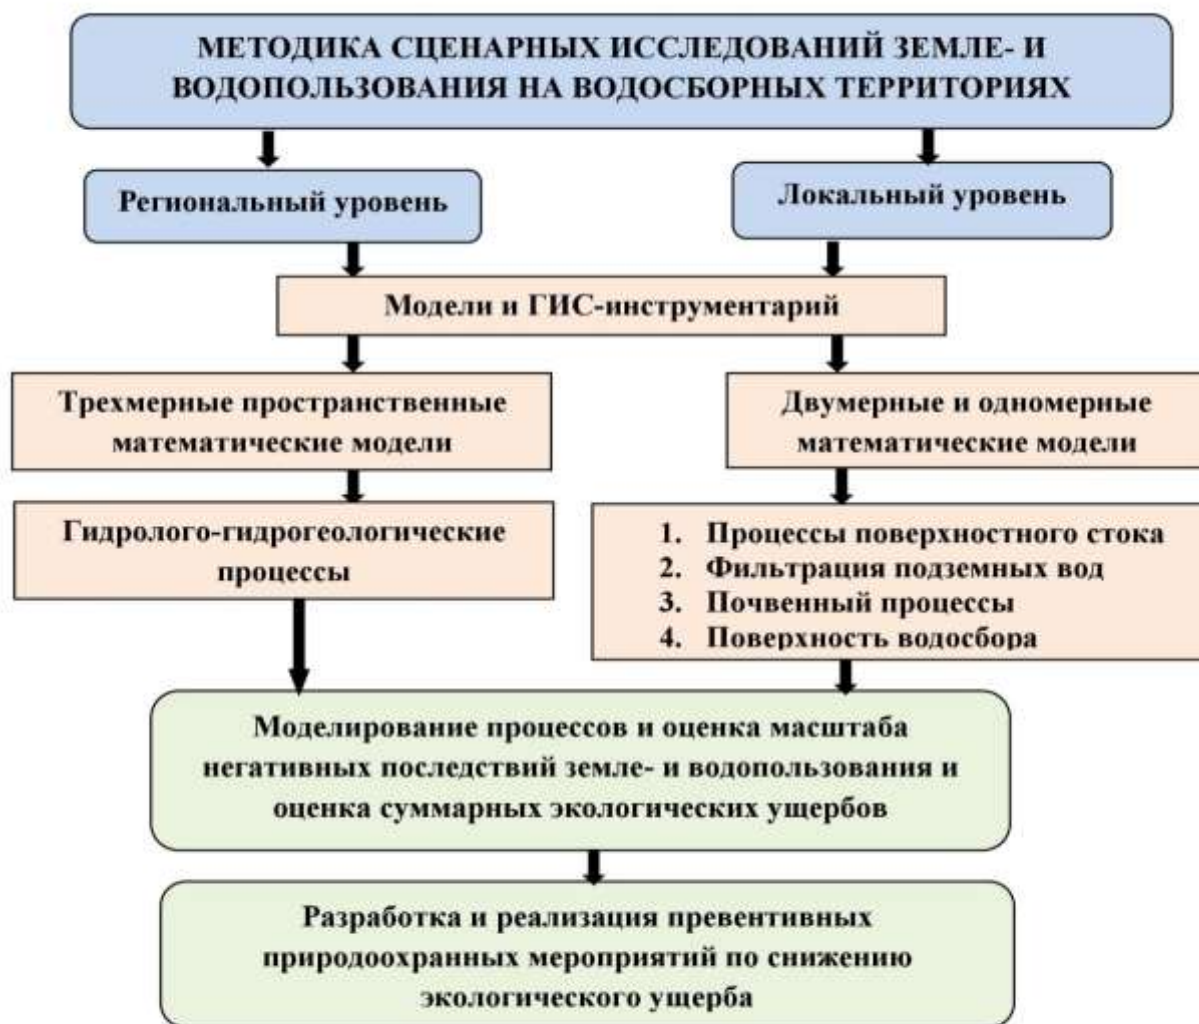 МЕТОДИКА СЦЕНАРНЫХ ИССЛЕДОВАНИЙ ЗЕМЛЕ- И
ВОДОПОЛЬЗОВАНИЯ НА ВОДОСБОРНЫХ ТЕРРИТОРИЯХ
Региональный уровень
Локальный уровень
Модели и ГИС-инструментарий
Трехмерные пространственные
математические модели
Двумерные и одномерные
математические модели
Гидролого-гидрогеологические
процессы
1. Процессы поверхностного стока
2. Фильтрация подземных вод
3. Почвенный процессы
4. Поверхность водосбора
Моделирование процессов и оценка масштаба
негативных последствий земле- и водопользования и
оценка суммарных экологических ущербов
Разработка и реализация превентивных
природоохранных мероприятий по снижению
экологического ущерба